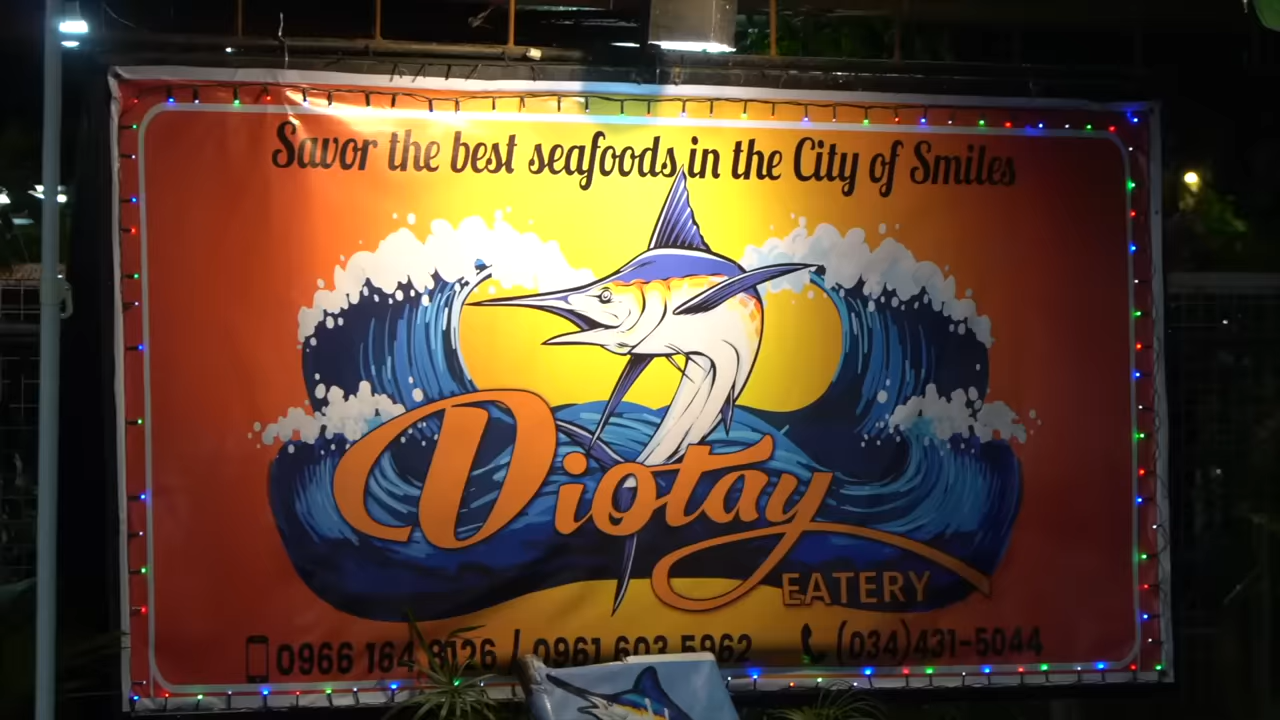 Savor the best seafoods in the City of Smiles
Diotay
EATERY
0966 164 8126 / 0961 603 5962 (034)431-5044